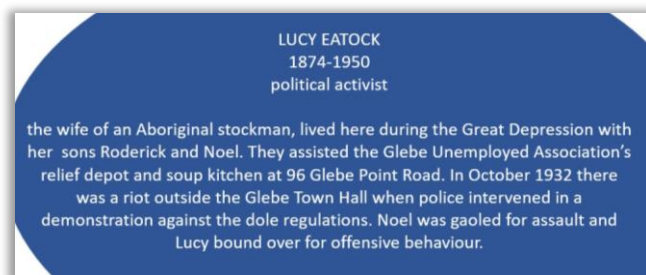 LUCY EATOCK
1874-1950
political activist
the wife of an Aboriginal stockman, lived here during the Great Depression with
her sons Roderick and Noel. They assisted the Glebe Unemployed Association's
relief depot and soup kitchen at 96 Glebe Point Road. In October 1932 there
was a riot outside the Glebe Town Hall when police intervened in a
demonstration against the dole regulations. Noel was gaoled for assault and
Lucy bound over for offensive behaviour.